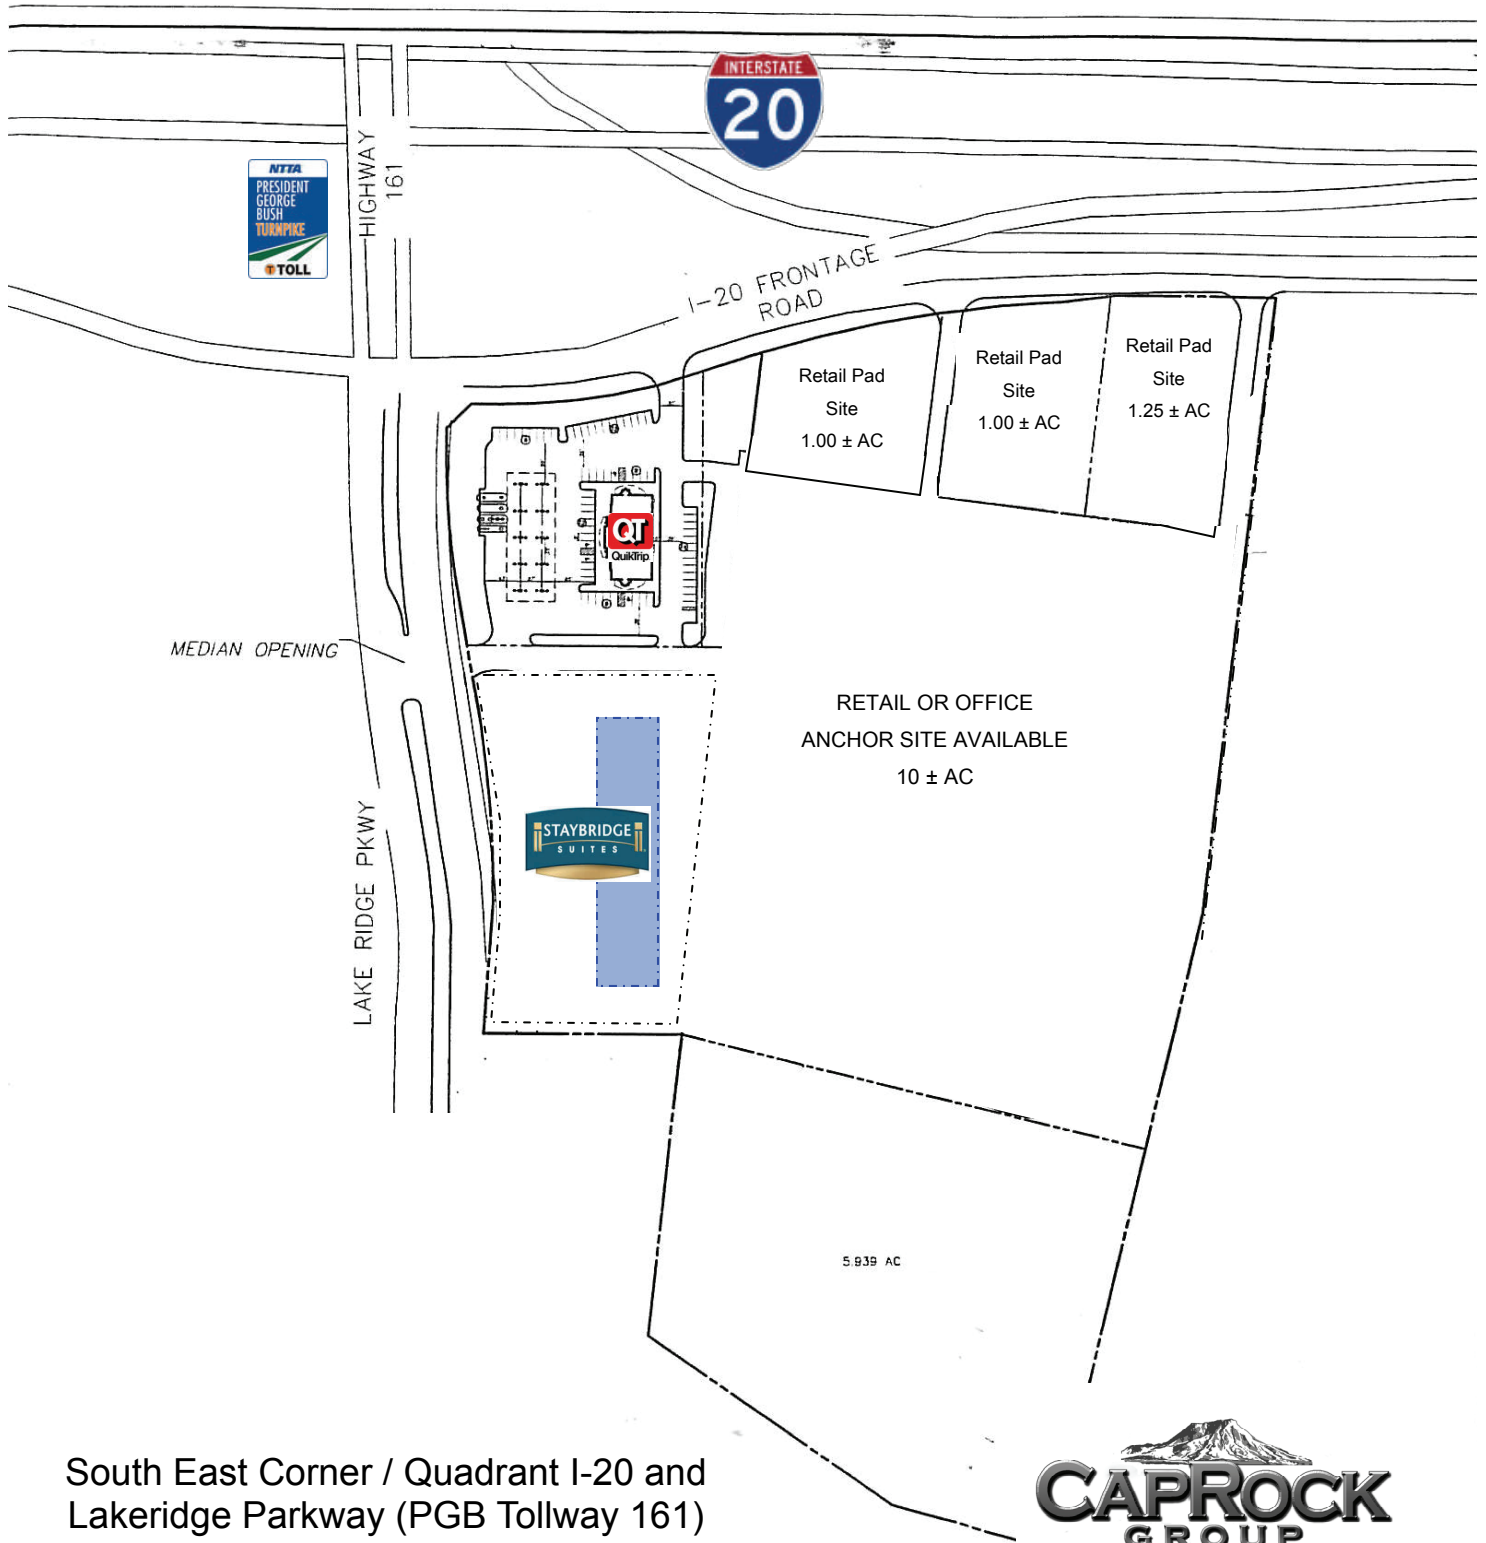 INTERSTATE
20
NTTA
PRESIDENT
GEORGE
BUSH
TURNPIKE
T TOLL
HIGHWAY
161
I-20 FRONTAGE
ROAD
Retail Pad
Site
1.00 ± AC
Retail Pad
Site
1.00 ± AC
Retail Pad
Site
1.25 ± AC
QT
QuikTrip
MEDIAN OPENING
RETAIL OR OFFICE
ANCHOR SITE AVAILABLE
10 ± AC
STAYBRIDGE
SUITES
LAKE RIDGE PKWY
5.939 AC
South East Corner / Quadrant I-20 and
Lakeridge Parkway (PGB Tollway 161)
CAPROCK
GROUP